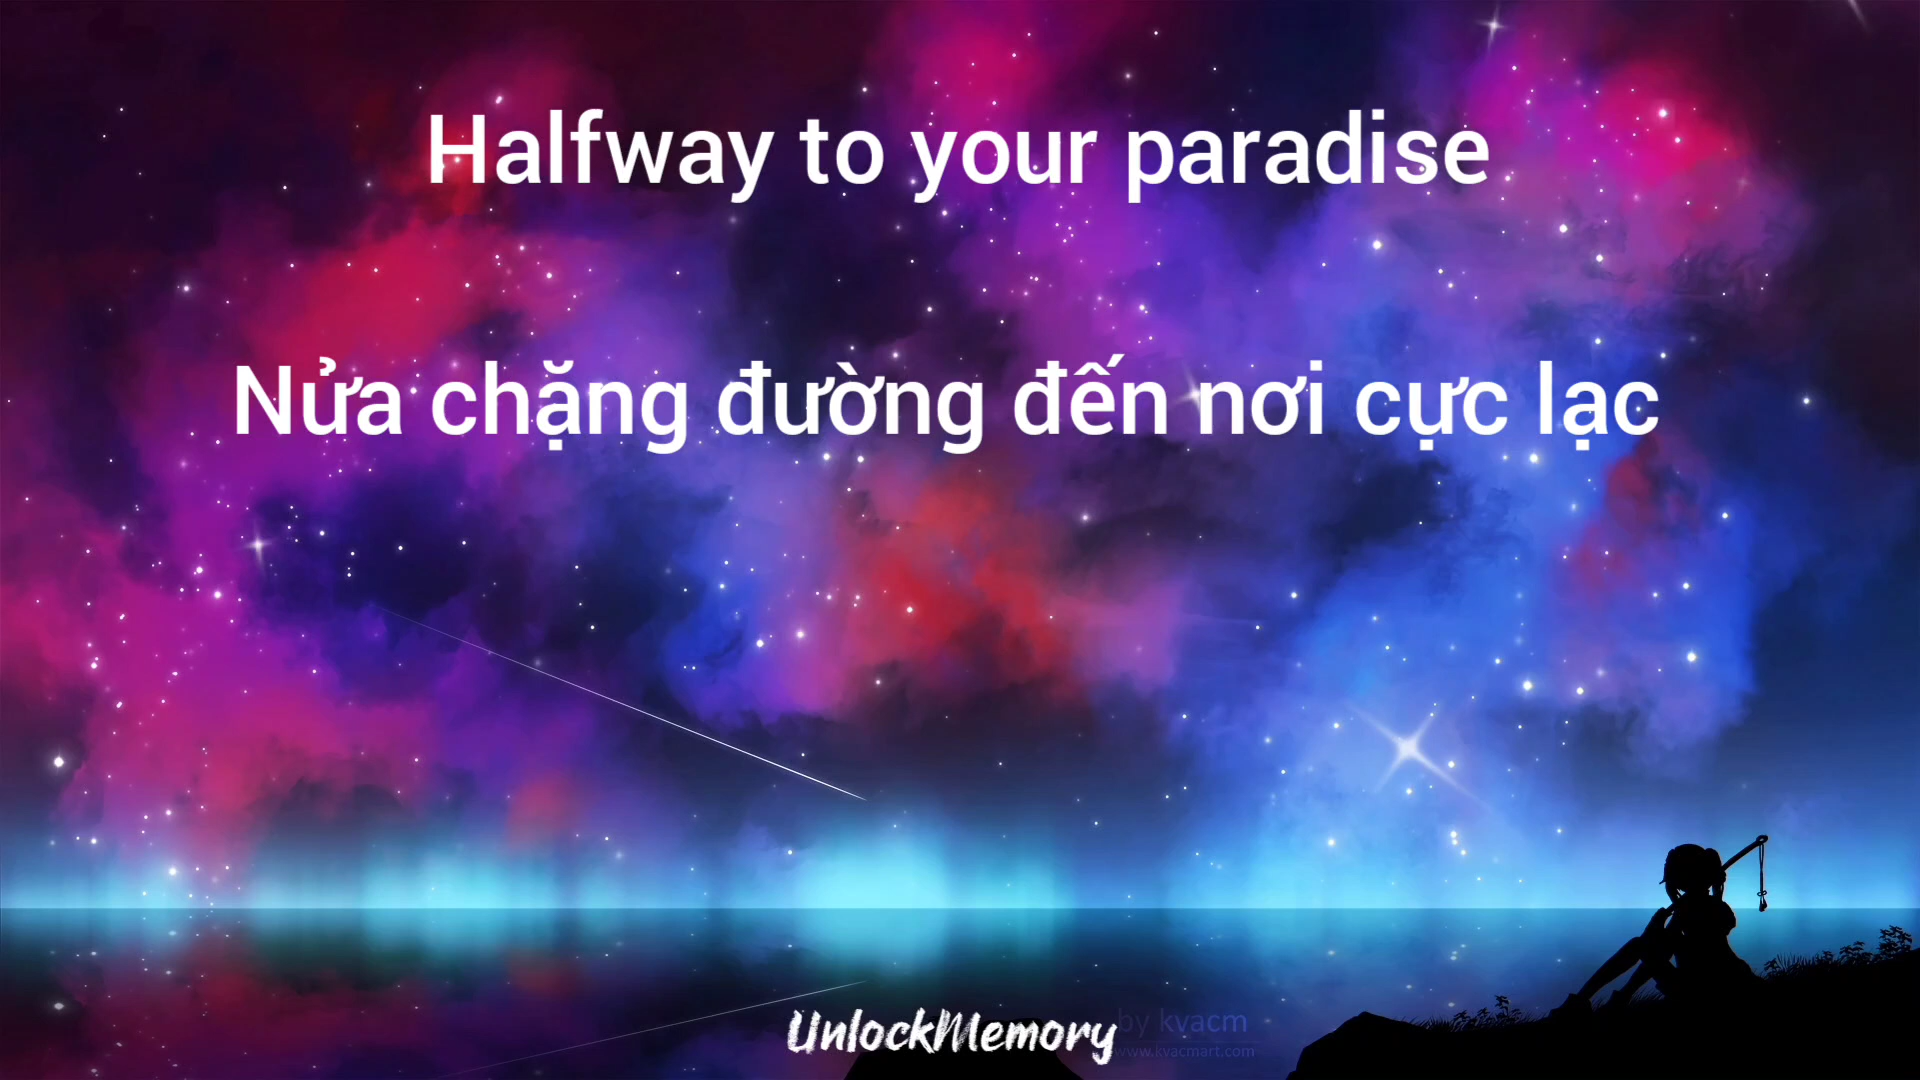 Halfway to your paradise
Nửa chặng đường đến nơi cực lạc
UnlockMemory
by kvacm
www.kvacmart.com